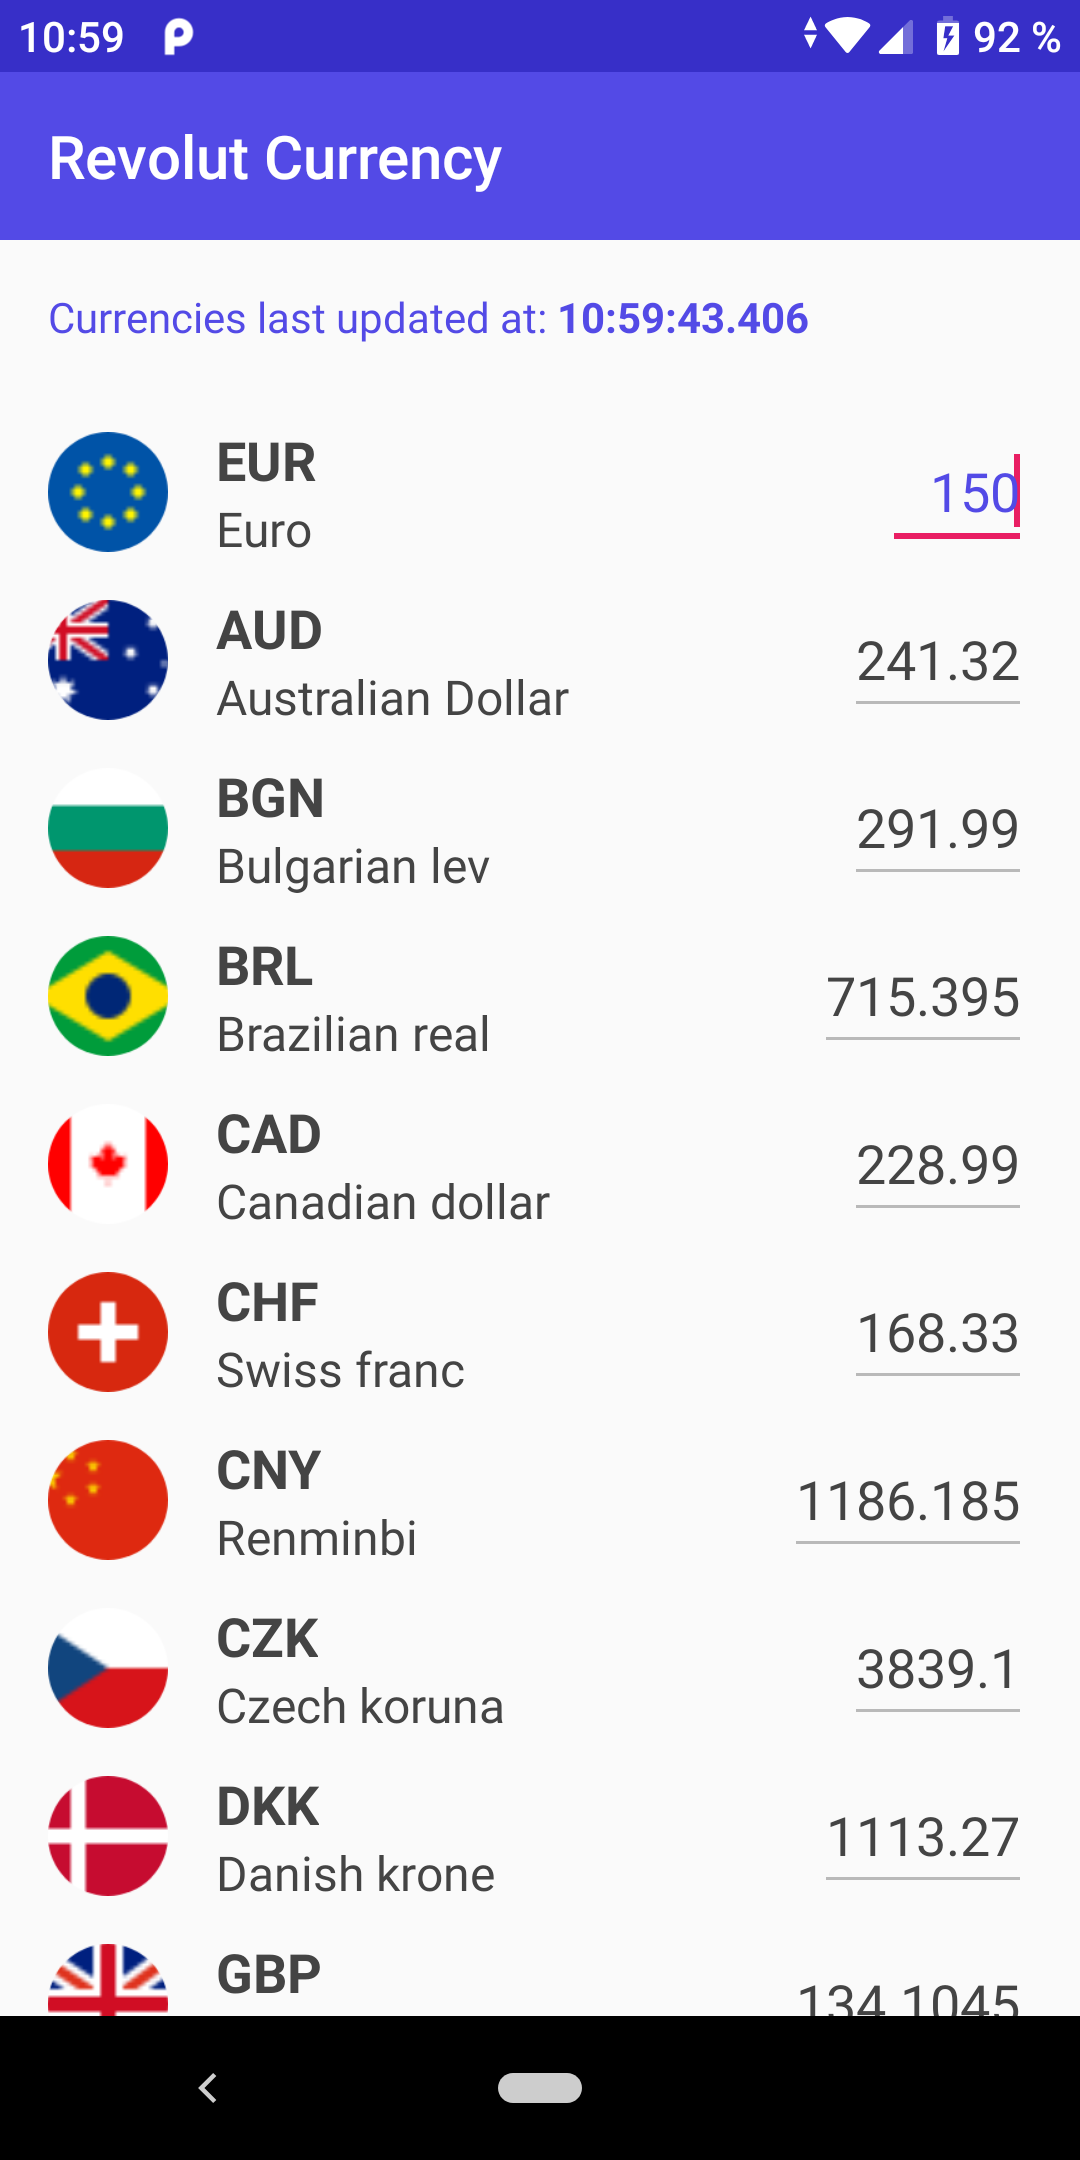 10:59 92 %
Revolut Currency
Currencies last updated at: 10:59:43.406
EUR
Euro
150
AUD
Australian Dollar
241.32
BGN
Bulgarian lev
291.99
BRL
Brazilian real
715.395
CAD
Canadian dollar
228.99
CHF
Swiss franc
168.33
CNY
Renminbi
1186.185
CZK
Czech koruna
3839.1
DKK
Danish krone
1113.27
GBP
134.1045